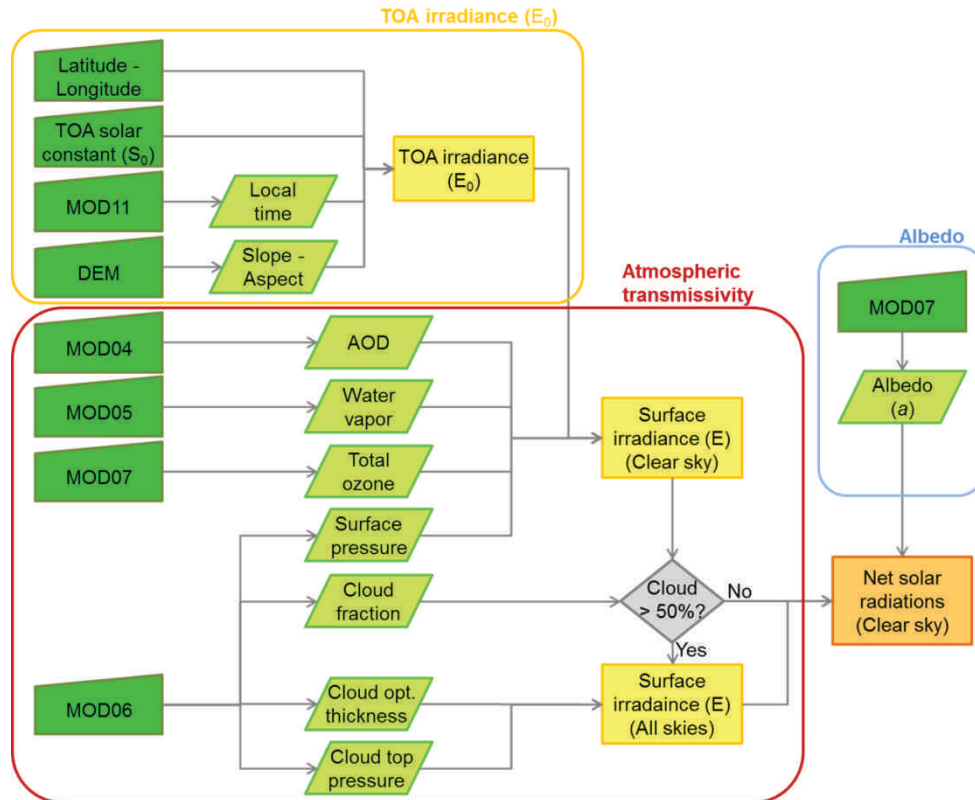 TOA irradiance (E₀)
Latitude -
Longitude
TOA solar
constant (S₀)
TOA irradiance
(E₀)
MOD11
Local
time
DEM
Slope -
Aspect
Albedo
MOD07
Albedo
(a)
Atmospheric
transmissivity
MOD04
AOD
MOD05
Water
vapor
MOD07
Total
ozone
Surface
irradiance (E)
(Clear sky)
Surface
pressure
Cloud
fraction
Cloud
> 50%?
No
Yes
Net solar
radiations
(Clear sky)
MOD06
Cloud opt.
thickness
Cloud top
pressure
Surface
irradaince (E)
(All skies)